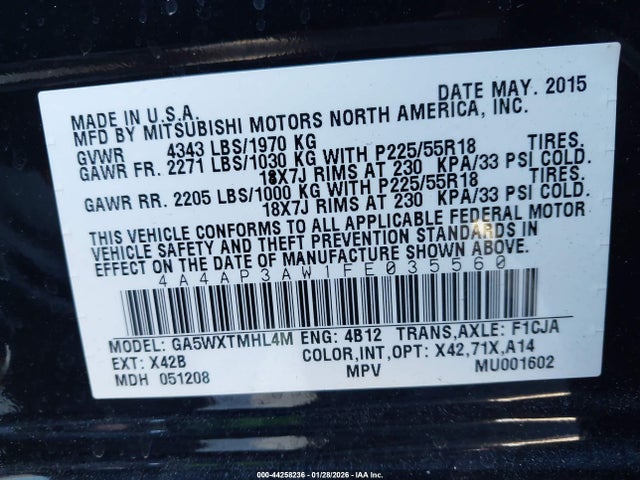 MADE IN U.S.A. DATE MAY. 2015
MFD BY MITSUBISHI MOTORS NORTH AMERICA, INC.
GVWR 4343 LBS/1970 KG
GAWR FR. 2271 LBS/1030 KG WITH P225/55R18 TIRES.
18X7J RIMS AT 230 KPA/33 PSI COLD.
GAWR RR. 2205 LBS/1000 KG WITH P225/55R18 TIRES.
18X7J RIMS AT 230 KPA/33 PSI COLD.
THIS VEHICLE CONFORMS TO ALL APPLICABLE FEDERAL MOTOR
VEHICLE SAFETY AND THEFT PREVENTION STANDARDS IN
EFFECT ON THE DATE OF MANUFACTURE SHOWN ABOVE.
4A4AP3AW1FE035560
MODEL: GA5WXTMHL4M ENG: 4B12 TRANS,AXLE: F1CJA
EXT: X42B COLOR,INT,OPT: X42,71X,A14
MDH 051208 MPV MU001602
000-44258236 - 01/28/2026 - IAA Inc.